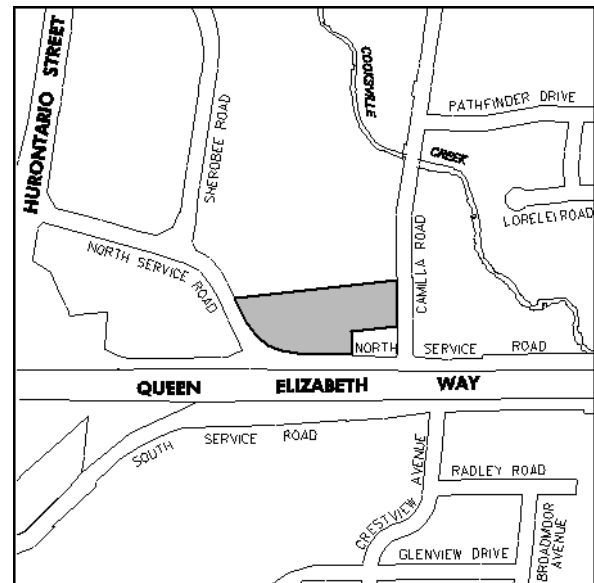 HURONTARIO STREET
SHEROBEE ROAD
COOKSVILLE
CREEK
PATHFINDER DRIVE
LORELEI ROAD
NORTH SERVICE ROAD
CAMILLA ROAD
NORTH SERVICE ROAD
QUEEN ELIZABETH WAY
SOUTH SERVICE ROAD
CRESTVIEW AVENUE
RADLEY ROAD
GLENVIEW DRIVE
BROADMOOR
AVENUE